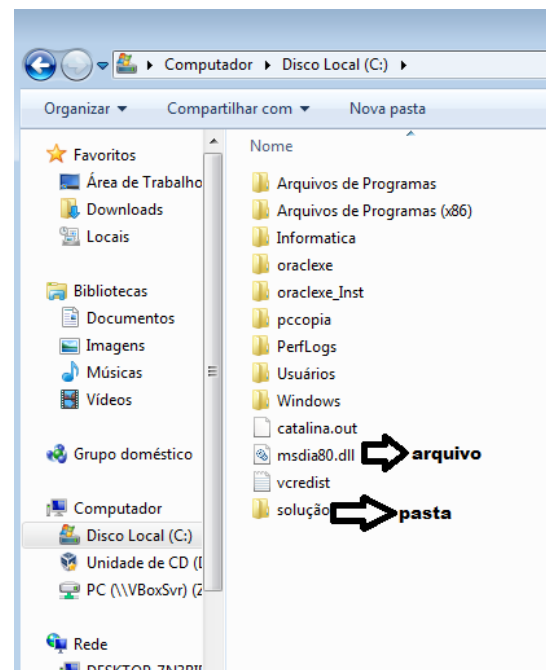 Computador ▸ Disco Local (C:) ▸
Organizar Compartilhar com Nova pasta
Favoritos
Área de Trabalho
Downloads
Locais
Bibliotecas
Documentos
Imagens
Músicas
Vídeos
Grupo doméstico
Computador
Disco Local (C:)
Unidade de CD (
PC (\\VBoxSvr) (Z
Rede
Nome
Arquivos de Programas
Arquivos de Programas (x86)
Informatica
oraclexe
oraclexe_Inst
pccopia
PerfLogs
Usuários
Windows
catalina.out
msdia80.dll arquivo
vcredist
solução pasta